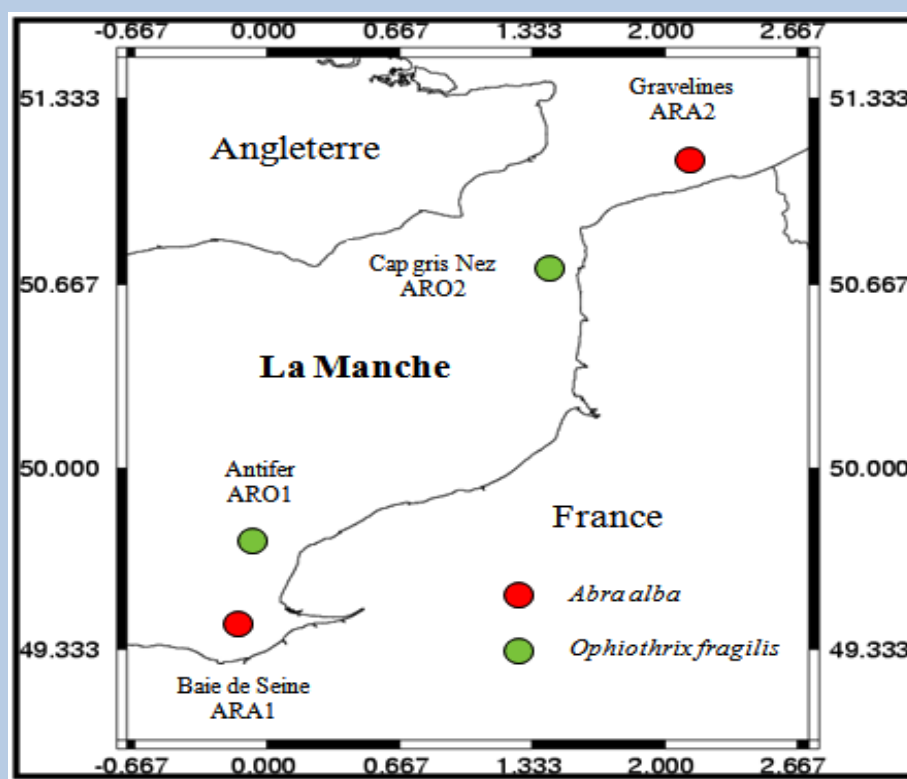 -0.667 0.000 0.667 1.333 2.000 2.667
51.333 51.333
Gravelines
ARA2
Angleterre
Cap gris Nez
ARO2
50.667 50.667
La Manche
50.000 50.000
Antifer
ARO1
France
Abra alba
Ophiothrix fragilis
49.333 49.333
Baie de Seine
ARA1
-0.667 0.000 0.667 1.333 2.000 2.667